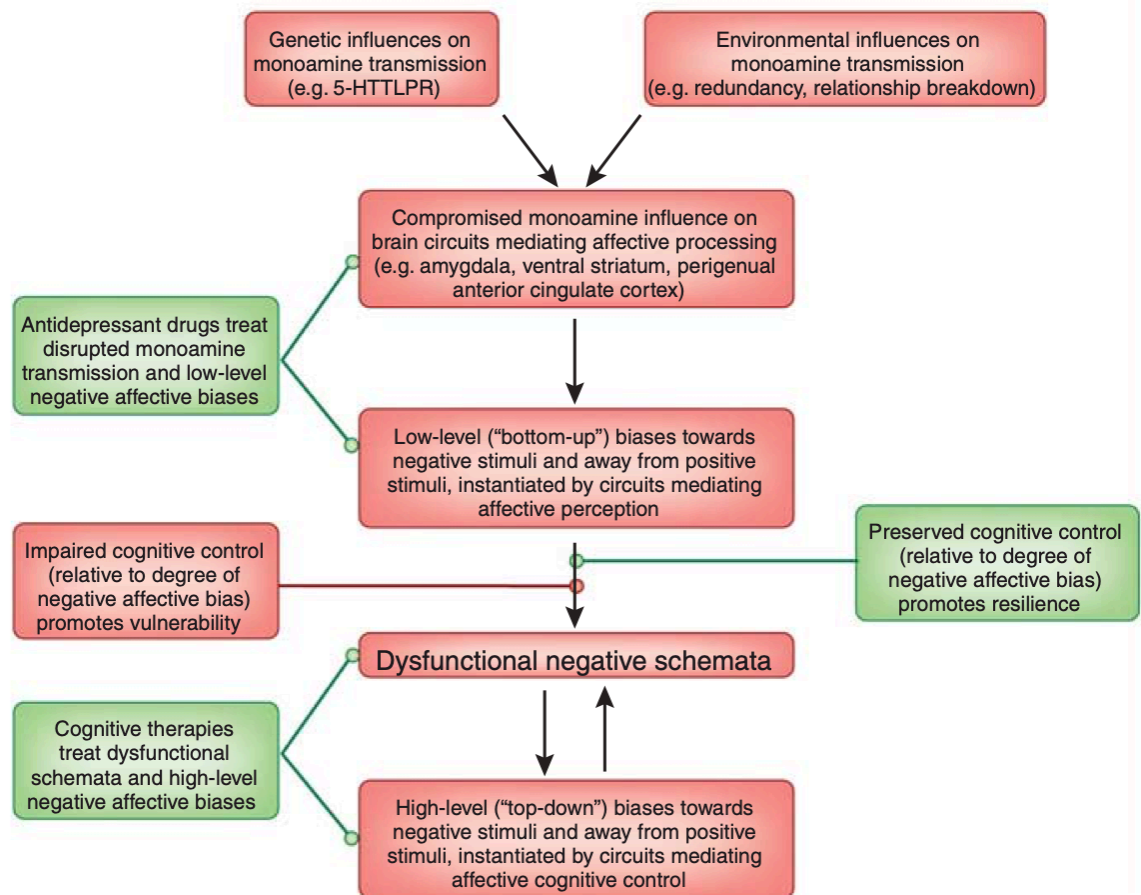 Genetic influences on
monoamine transmission
(e.g. 5-HTTLPR)
Environmental influences on
monoamine transmission
(e.g. redundancy, relationship breakdown)
Compromised monoamine influence on
brain circuits mediating affective processing
(e.g. amygdala, ventral striatum, perigenual
anterior cingulate cortex)
Antidepressant drugs treat
disrupted monoamine
transmission and low-level
negative affective biases
Low-level (“bottom-up”) biases towards
negative stimuli and away from positive
stimuli, instantiated by circuits mediating
affective perception
Impaired cognitive control
(relative to degree of
negative affective bias)
promotes vulnerability
Preserved cognitive control
(relative to degree of
negative affective bias)
promotes resilience
Dysfunctional negative schemata
Cognitive therapies
treat dysfunctional
schemata and high-level
negative affective biases
High-level (“top-down”) biases towards
negative stimuli and away from positive
stimuli, instantiated by circuits mediating
affective cognitive control